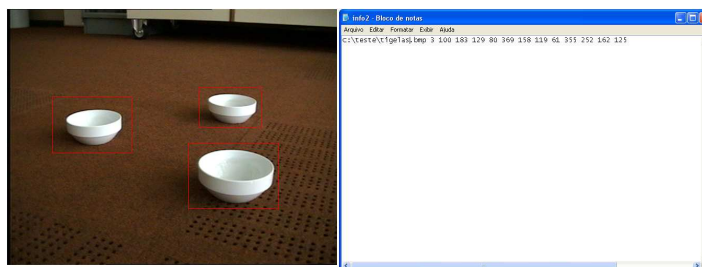 info2 - Bloco de notas
Arquivo Editar Formatar Exibir Ajuda
c:\teste\tigelas.bmp 3 100 183 129 80 369 158 119 61 355 252 162 125